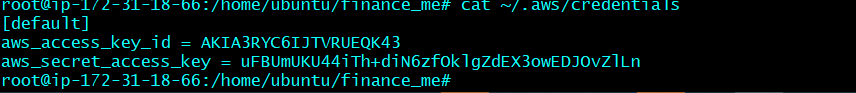 root@ip-172-31-18-66:/home/ubuntu/finance_me# cat ~/.aws/credentials
[default]
aws_access_key_id = AKIA3RYC6IJTVRUEQK43
aws_secret_access_key = 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
root@ip-172-31-18-66:/home/ubuntu/finance_me#